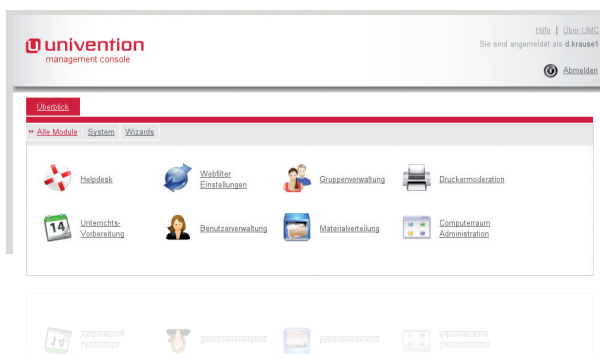 Hilfe | Über UMC
univention
management console
Sie sind angemeldet als d.krause1
Abmelden
Überblick
Alle Module System Wizards
Helpdesk
Webfilter
Einstellungen
Gruppenverwaltung
Druckermoderation
14
Unterrichts-
Vorbereitung
Benutzerverwaltung
Materialverteilung
Computerraum
Administration